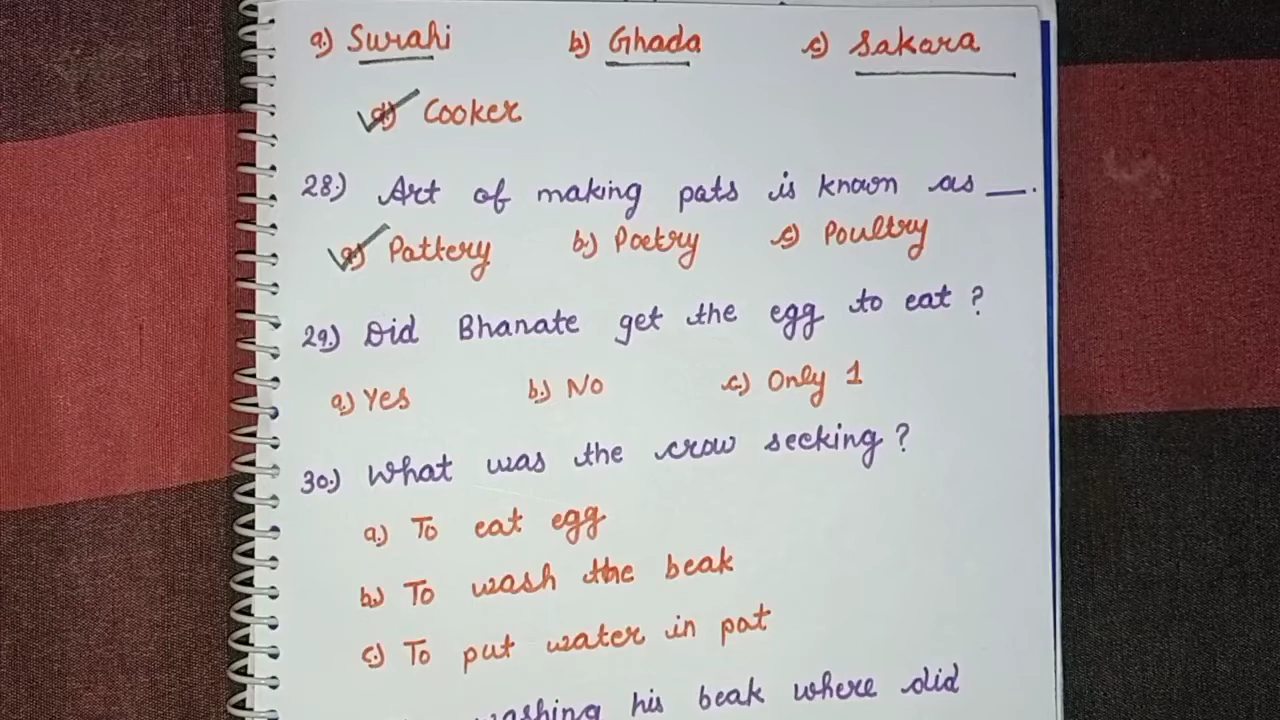 a.) Surahi b.) Ghada c) Sakara
d) Cooker
28.) Art of making pots is known as __.
a) Pottery b.) Poetry c) Poultry
29.) Did Bhanate get the egg to eat ?
a.) Yes b.) No c.) Only 1
30.) What was the crow seeking ?
a.) To eat egg
b.) To wash the beak
c.) To put water in pot
washing his beak where did